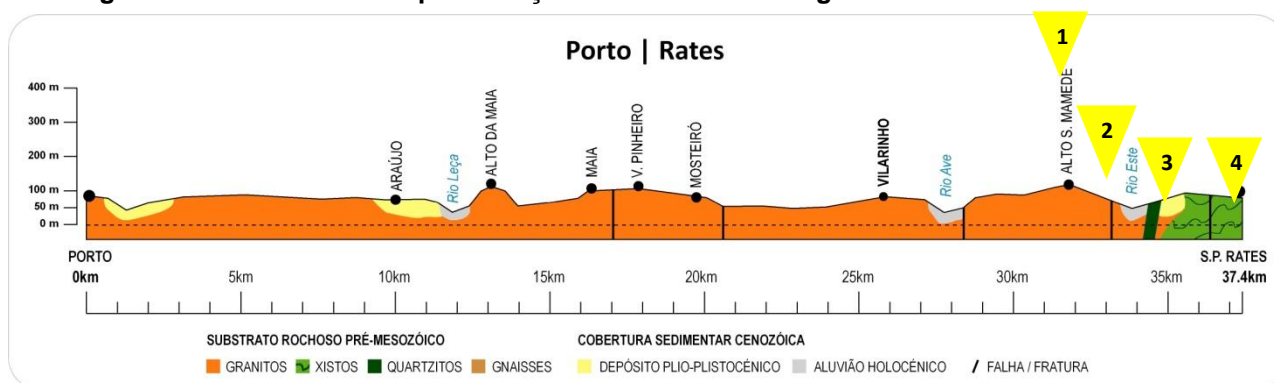 Porto | Rates
1
2
3
4
400 m
300 m
200 m
100 m
50 m
0 m
ARAÚJO
Rio Leça
ALTO DA MAIA
MAIA
V. PINHEIRO
MOSTEIRÓ
VILARINHO
Rio Ave
ALTO S. MAMEDE
Rio Este
PORTO
0km
5km
10km
15km
20km
25km
30km
35km
S.P. RATES
37.4km
SUBSTRATO ROCHOSO PRÉ-MESOZÓICO
GRANITOS
XISTOS
QUARTZITOS
GNAISSES
COBERTURA SEDIMENTAR CENOZÓICA
DEPÓSITO PLIO-PLISTOCÉNICO
ALUVIÃO HOLOCÉNICO
FALHA / FRATURA